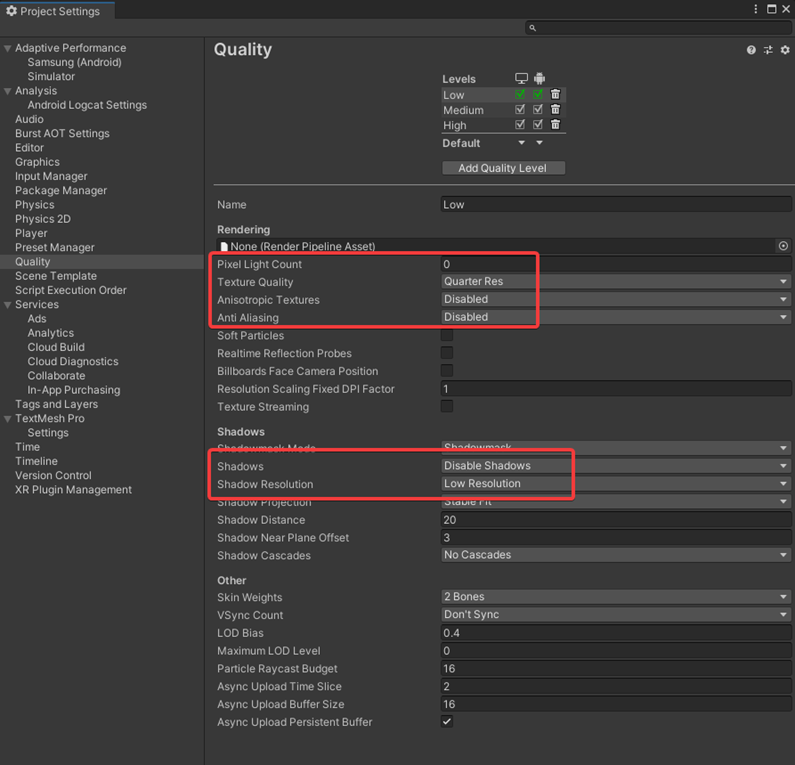 Project Settings
Adaptive Performance
Samsung (Android)
Simulator
Analysis
Android Logcat Settings
Audio
Burst AOT Settings
Editor
Graphics
Input Manager
Package Manager
Physics
Physics 2D
Player
Preset Manager
Quality
Scene Template
Script Execution Order
Services
Ads
Analytics
Cloud Build
Cloud Diagnostics
Collaborate
In-App Purchasing
Tags and Layers
TextMesh Pro
Settings
Time
Timeline
Version Control
XR Plugin Management
Quality
Levels
Low
Medium
High
Default
Add Quality Level
Name Low
Rendering
None (Render Pipeline Asset)
Pixel Light Count 0
Texture Quality Quarter Res
Anisotropic Textures Disabled
Anti Aliasing Disabled
Soft Particles
Realtime Reflection Probes
Billboards Face Camera Position
Resolution Scaling Fixed DPI Factor 1
Texture Streaming
Shadows
Shadowmask Mode Shadowmask
Shadows Disable Shadows
Shadow Resolution Low Resolution
Shadow Projection Stable Fit
Shadow Distance 20
Shadow Near Plane Offset 3
Shadow Cascades No Cascades
Other
Skin Weights 2 Bones
VSync Count Don't Sync
LOD Bias 0.4
Maximum LOD Level 0
Particle Raycast Budget 16
Async Upload Time Slice 2
Async Upload Buffer Size 16
Async Upload Persistent Buffer